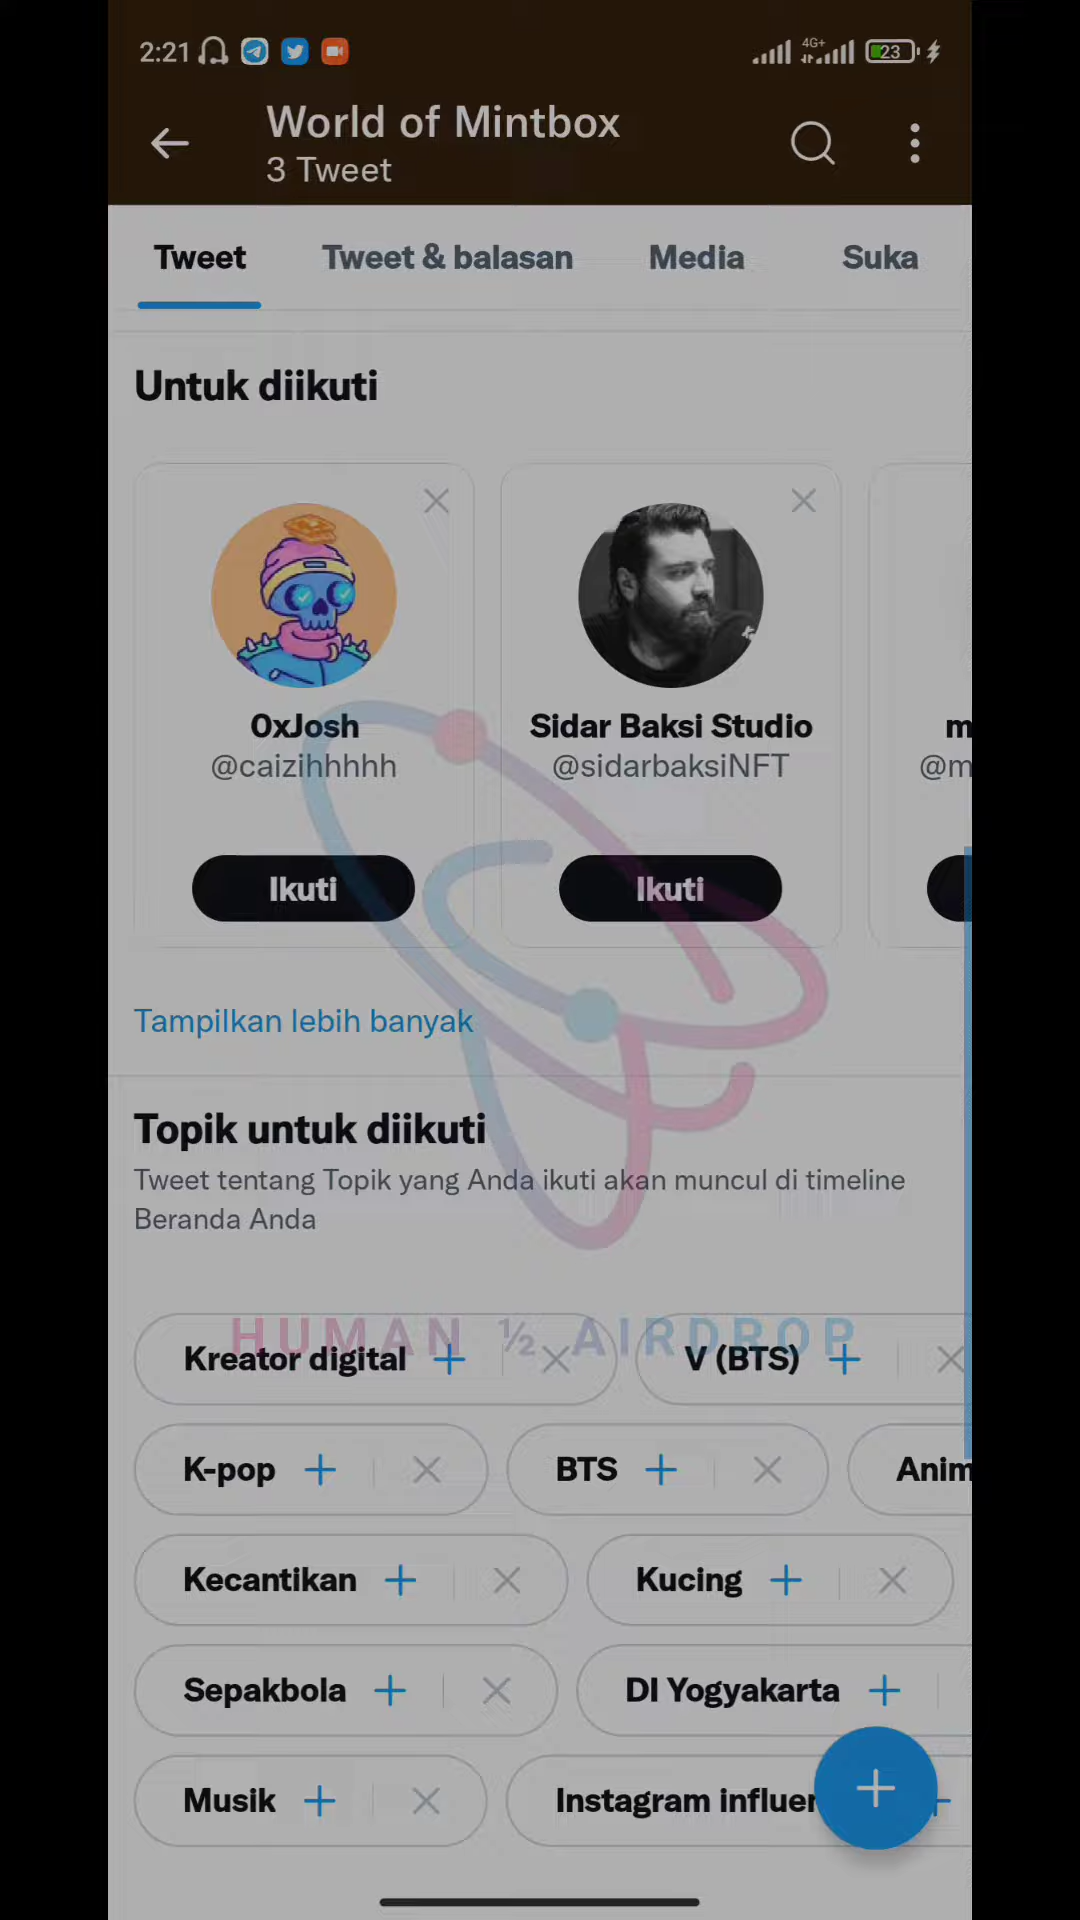 2:21
4G+
23
World of Mintbox
3 Tweet
Tweet
Tweet & balasan
Media
Suka
Untuk diikuti
0xJosh
@caizihhhhh
Ikuti
Sidar Baksi Studio
@sidarbaksiNFT
Ikuti
m
@m
Tampilkan lebih banyak
Topik untuk diikuti
Tweet tentang Topik yang Anda ikuti akan muncul di timeline
Beranda Anda
HUMAN ½ AIRDROP
Kreator digital
V (BTS)
K-pop
BTS
Anim
Kecantikan
Kucing
Sepakbola
DI Yogyakarta
Musik
Instagram influen